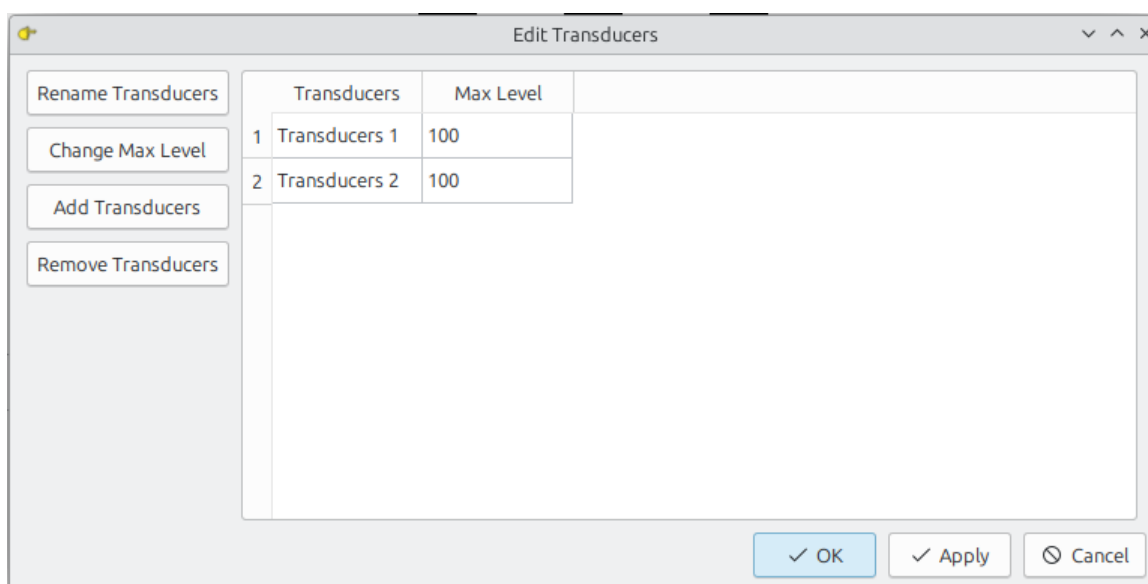 Edit Transducers
Rename Transducers
Change Max Level
Add Transducers
Remove Transducers
Transducers Max Level
1 Transducers 1 100
2 Transducers 2 100
OK Apply Cancel